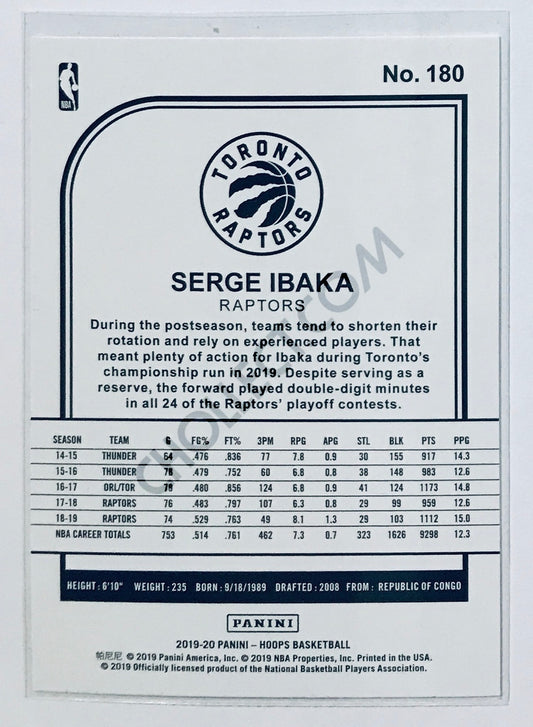 No. 180
NBA
TORONTO
RAPTORS
SERGE IBAKA
RAPTORS
During the postseason, teams tend to shorten their
rotation and rely on experienced players. That
meant plenty of action for Ibaka during Toronto's
championship run in 2019. Despite serving as a
reserve, the forward played double-digit minutes
in all 24 of the Raptors' playoff contests.
SEASON TEAM G FG% FT% 3PM RPG APG STL BLK PTS PPG
14-15 THUNDER 64 .476 .836 77 7.8 0.9 30 155 917 14.3
15-16 THUNDER 78 .479 .752 60 6.8 0.8 38 148 983 12.6
16-17 ORL/TOR 79 .480 .856 124 6.8 0.9 41 124 1173 14.8
17-18 RAPTORS 76 .483 .797 107 6.3 0.8 29 99 959 12.6
18-19 RAPTORS 74 .529 .763 49 8.1 1.3 29 103 1112 15.0
NBA CAREER TOTALS 753 .514 .761 462 7.3 0.7 323 1626 9298 12.3
HEIGHT: 6'10" WEIGHT: 235 BORN: 9/18/1989 DRAFTED: 2008 FROM: REPUBLIC OF CONGO
PANINI
2019-20 PANINI – HOOPS BASKETBALL
帕尼尼 © 2019 Panini America, Inc. © 2019 NBA Properties, Inc. Printed in the USA.
© 2019 Officially licensed product of the National Basketball Players Association.
CHOLLECT.COM